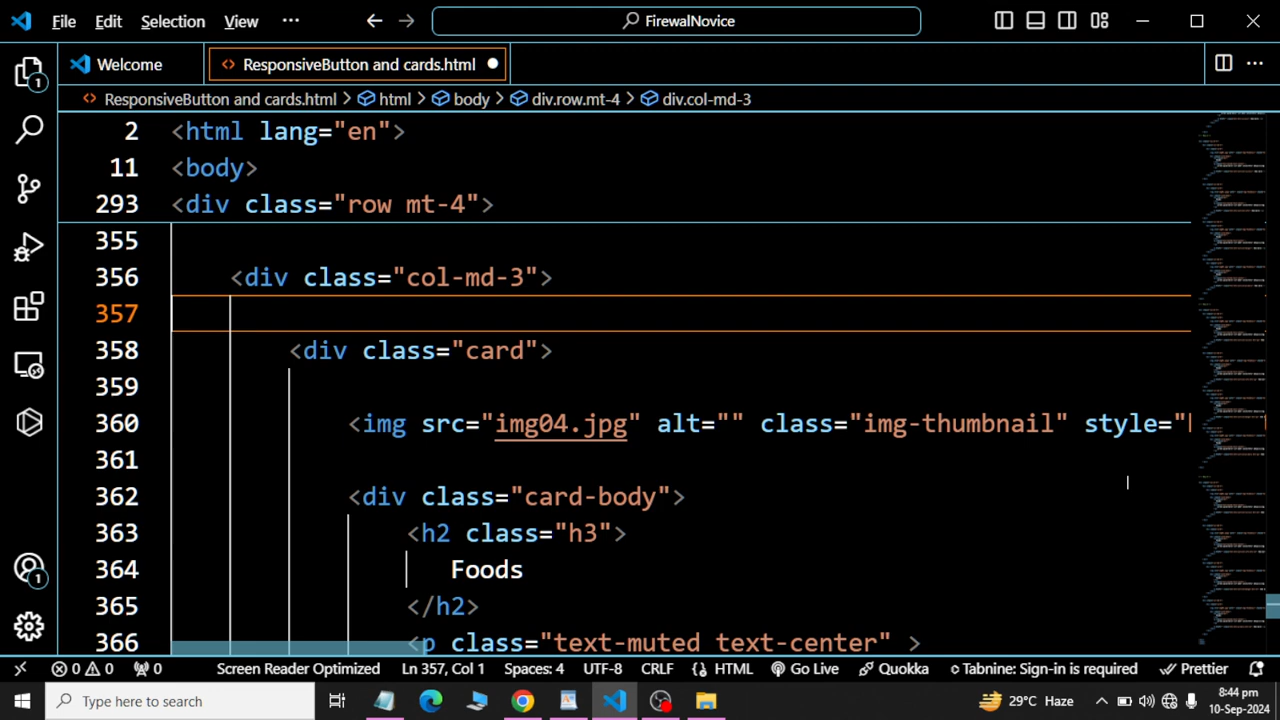 File Edit Selection View ··· FirewalNovice
Welcome <> ResponsiveButton and cards.html
<> ResponsiveButton and cards.html > html > body > div.row.mt-4 > div.col-md-3
2 <html lang="en">
11 <body>
293 <div class="row mt-4">
355
356 <div class="col-md-3">
357
358 <div class="card">
359
360 <img src="img04.jpg" alt="" class="img-thumbnail" style="
361
362 <div class="card-body">
363 <h2 class="h3">
364 Foods
365 </h2>
366 <p class="text-muted text-center" >
0 0 0 Screen Reader Optimized Ln 357, Col 1 Spaces: 4 UTF-8 CRLF {} HTML Go Live Quokka Tabnine: Sign-in is required Prettier
Type here to search 29°C Haze 8:44 pm
10-Sep-2024